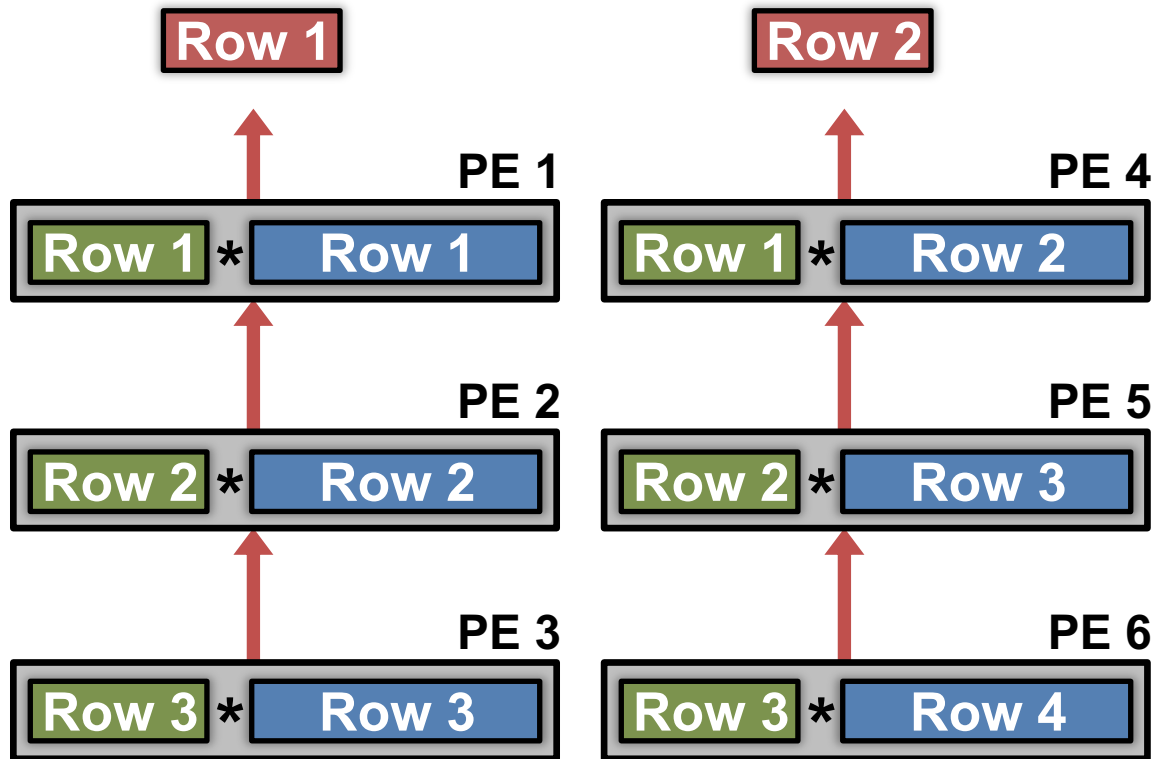 Row 1 Row 2
PE 1 PE 4
Row 1 * Row 1 Row 1 * Row 2
PE 2 PE 5
Row 2 * Row 2 Row 2 * Row 3
PE 3 PE 6
Row 3 * Row 3 Row 3 * Row 4